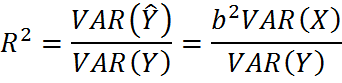 R² = VAR(Ŷ) / VAR(Y) = b²VAR(X) / VAR(Y)